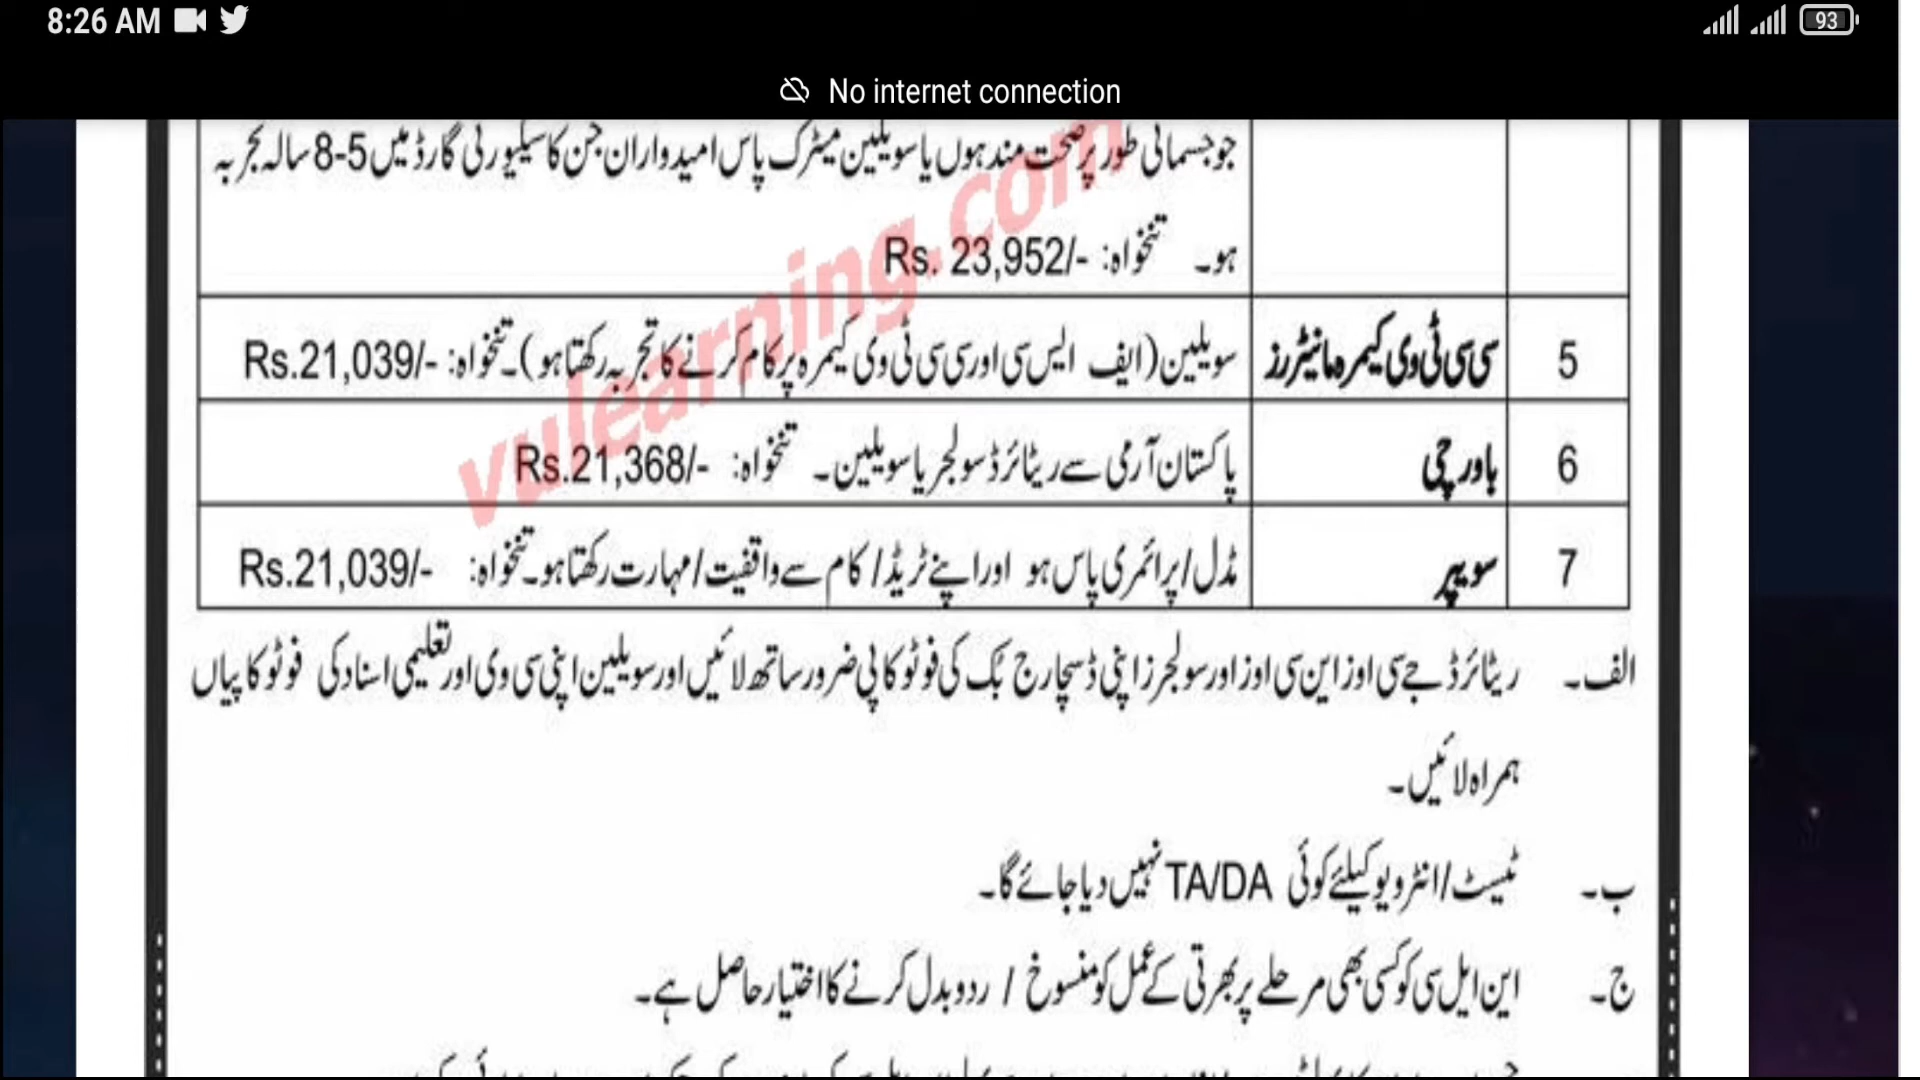 8:26 AM
93
No internet connection
جو جسمانی طور پر صحت مند ہوں یا سویلین میٹرک پاس امیدواران جن کا سیکیورٹی گارڈ میں 5-8 سالہ تجربہ
ہو۔ تنخواہ: Rs. 23,952/-
5 سی سی ٹی وی کیمرہ مانیٹررز سویلین (ایف ایس سی اور سی سی ٹی وی کیمرہ پر کام کرنے کا تجربہ رکھتا ہو)۔ تنخواہ: Rs.21,039/-
6 باورچی پاکستان آرمی سے ریٹائرڈ سولجر یا سویلین۔ تنخواہ: Rs.21,368/-
7 سویپر مڈل/پرائمری پاس ہو اور اپنے ٹریڈ/کام سے واقفیت/مہارت رکھتا ہو۔ تنخواہ: Rs.21,039/-
vulearning.com
الف۔ ریٹائرڈ جے سی اوز این سی اوز اور سولجرز اپنی ڈسچارج بک کی فوٹو کاپی ضرور ساتھ لائیں اور سویلین اپنی سی وی اور تعلیمی اسناد کی فوٹو کاپیاں
ہمراہ لائیں۔
ب۔ ٹیسٹ/انٹرویو کیلئے کوئی TA/DA نہیں دیا جائے گا۔
ج۔ این ایل سی کو کسی بھی مرحلے پر بھرتی کے عمل کو منسوخ / ردوبدل کرنے کا اختیار حاصل ہے۔